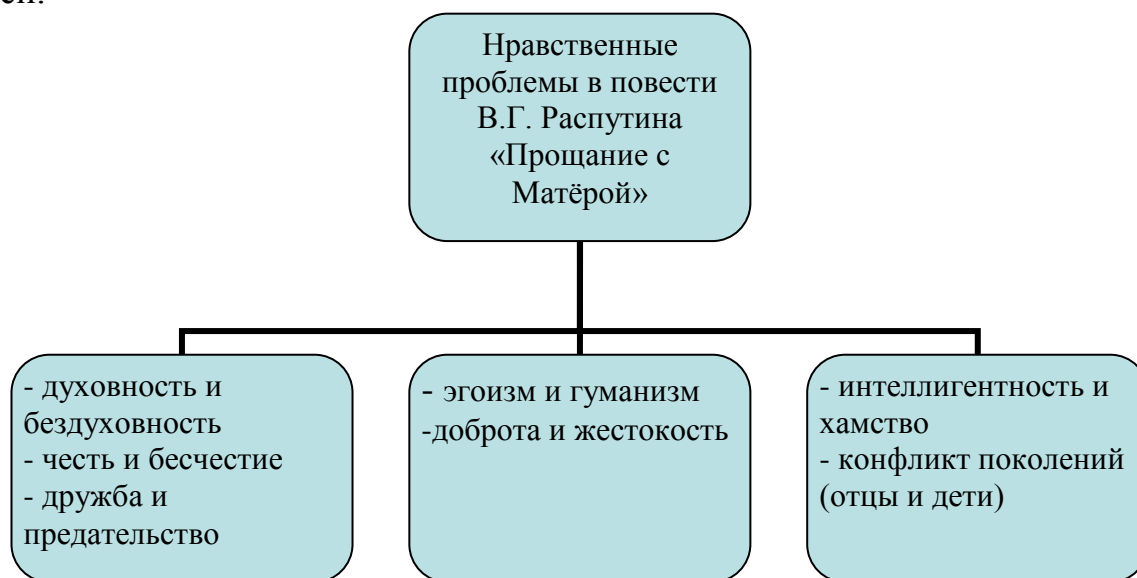 Нравственные
проблемы в повести
В.Г. Распутина
«Прощание с
Матёрой»
- духовность и
бездуховность
- честь и бесчестие
- дружба и
предательство
- эгоизм и гуманизм
-доброта и жестокость
- интеллигентность и
хамство
- конфликт поколений
(отцы и дети)